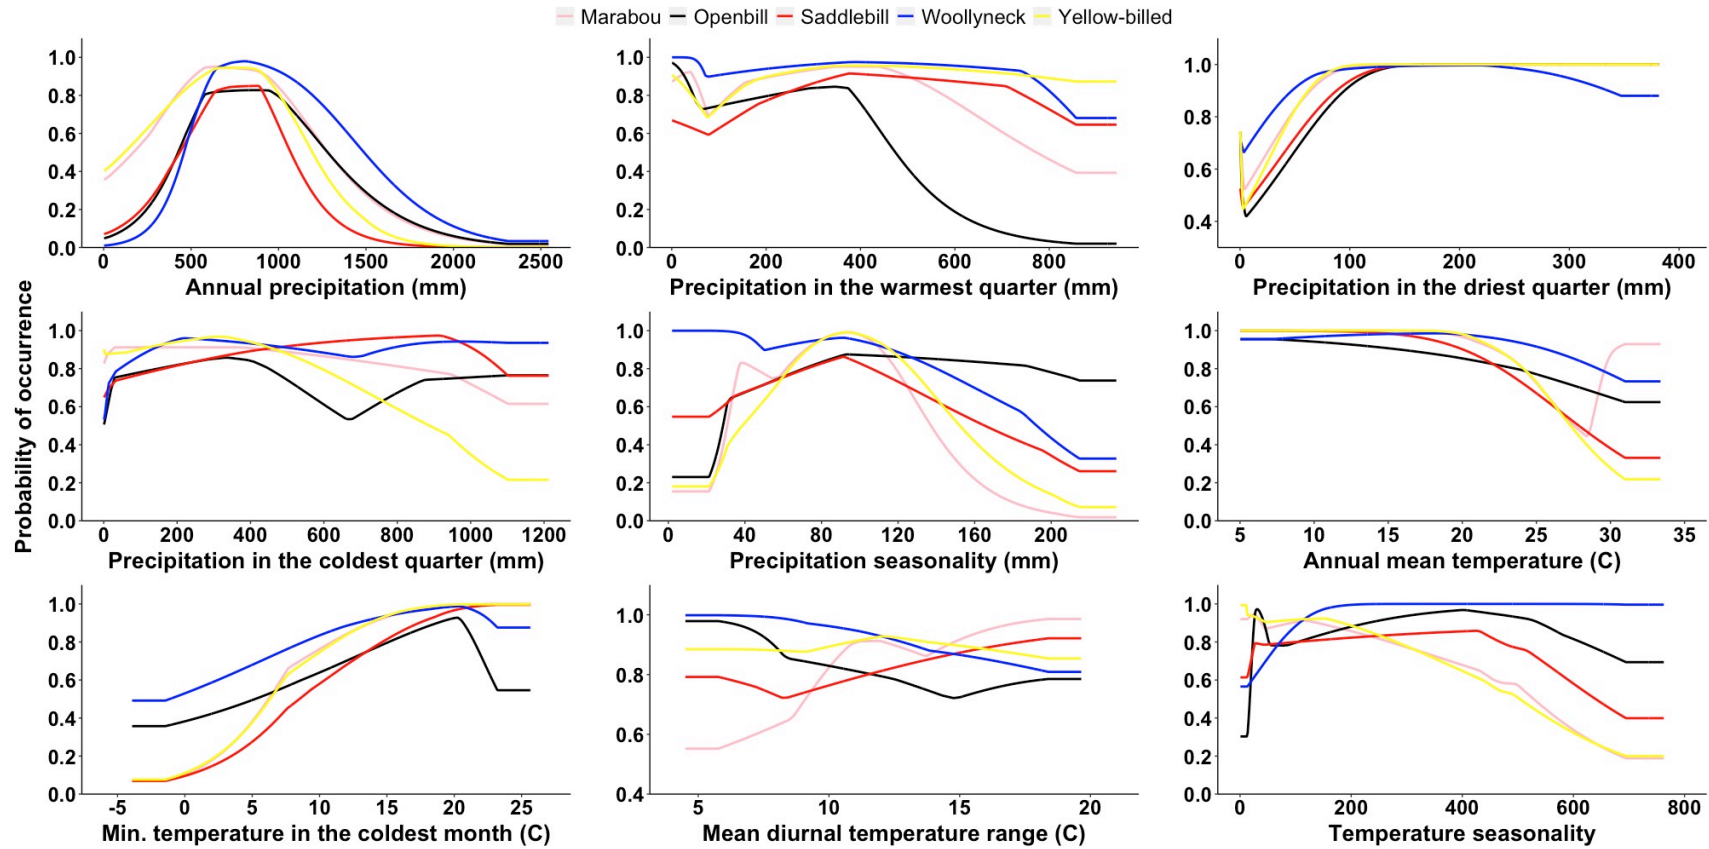 Marabou Openbill Saddlebill Woollyneck Yellow-billed
Probability of occurrence
1.0
0.8
0.6
0.4
0.2
0.0
0 500 1000 1500 2000 2500
Annual precipitation (mm)
1.0
0.8
0.6
0.4
0.2
0.0
0 200 400 600 800
Precipitation in the warmest quarter (mm)
1.0
0.8
0.6
0.4
0 100 200 300 400
Precipitation in the driest quarter (mm)
1.0
0.8
0.6
0.4
0.2
0.0
0 200 400 600 800 1000 1200
Precipitation in the coldest quarter (mm)
1.0
0.8
0.6
0.4
0.2
0.0
0 40 80 120 160 200
Precipitation seasonality (mm)
1.0
0.8
0.6
0.4
0.2
0.0
5 10 15 20 25 30 35
Annual mean temperature (C)
1.0
0.8
0.6
0.4
0.2
0.0
-5 0 5 10 15 20 25
Min. temperature in the coldest month (C)
1.0
0.8
0.6
0.4
5 10 15 20
Mean diurnal temperature range (C)
1.0
0.8
0.6
0.4
0.2
0.0
0 200 400 600 800
Temperature seasonality